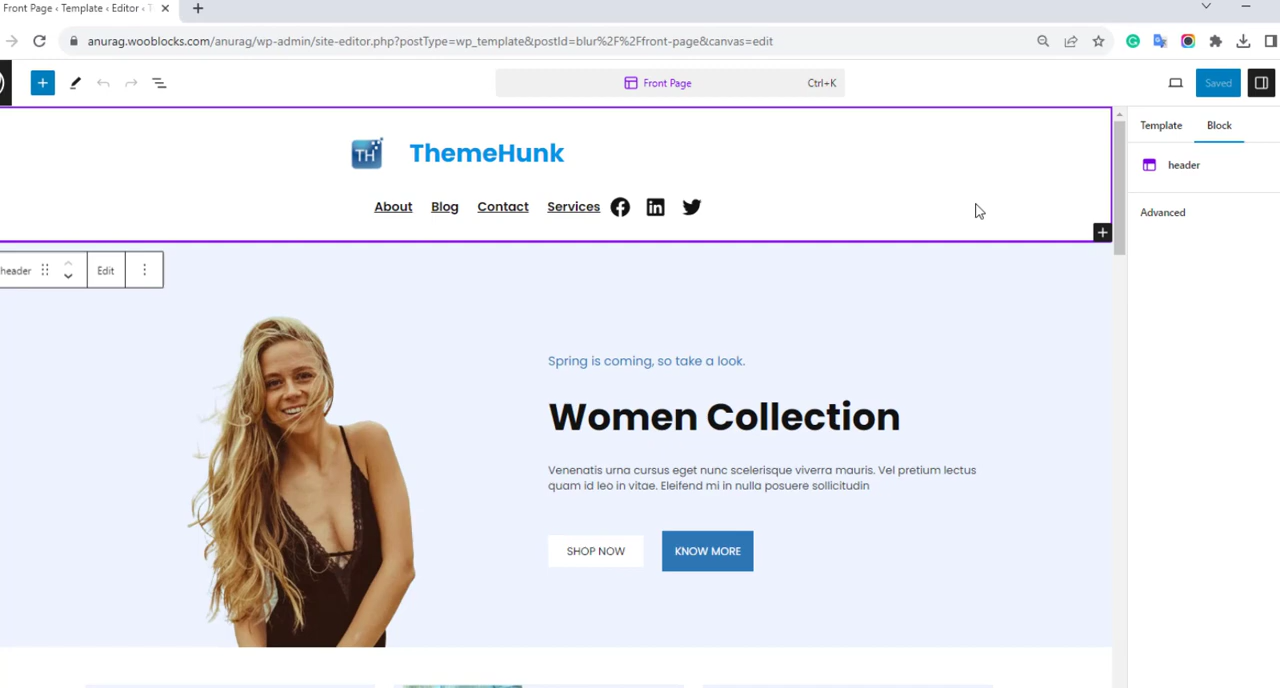 Front Page ‹ Template ‹ Editor ‹
anurag.wooblocks.com/anurag/wp-admin/site-editor.php?postType=wp_template&postId=blur%2F%2Ffront-page&canvas=edit
Front Page Ctrl+K
Saved
Template Block
header
Advanced
TH
ThemeHunk
About Blog Contact Services
header Edit
Spring is coming, so take a look.
Women Collection
Venenatis urna cursus eget nunc scelerisque viverra mauris. Vel pretium lectus
quam id leo in vitae. Eleifend mi in nulla posuere sollicitudin
SHOP NOW KNOW MORE